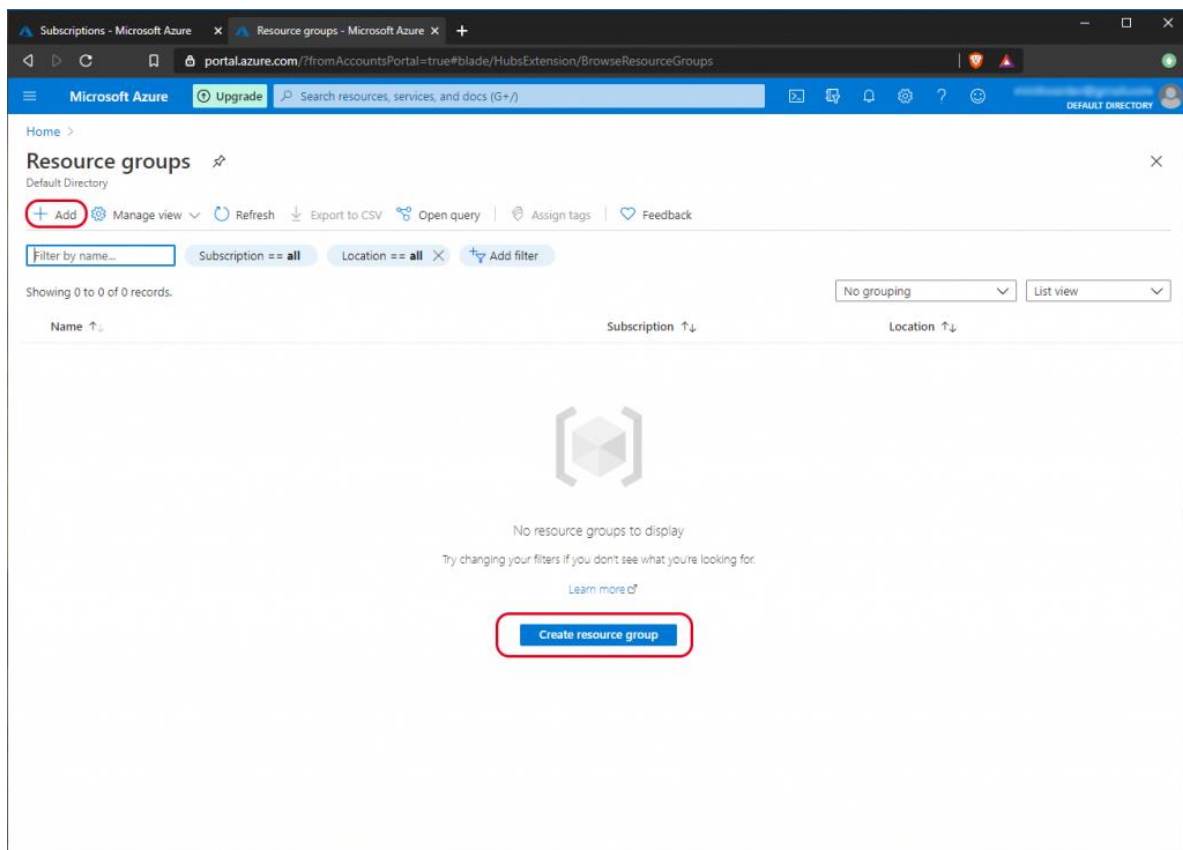 Subscriptions - Microsoft Azure Resource groups - Microsoft Azure
portal.azure.com/?fromAccountsPortal=true#blade/HubsExtension/BrowseResourceGroups
Microsoft Azure Upgrade Search resources, services, and docs (G+/)
DEFAULT DIRECTORY
Home >
Resource groups
Default Directory
+ Add Manage view Refresh Export to CSV Open query Assign tags Feedback
Filter by name... Subscription == all Location == all Add filter
Showing 0 to 0 of 0 records. No grouping List view
Name ↑↓ Subscription ↑↓ Location ↑↓
No resource groups to display
Try changing your filters if you don't see what you're looking for.
Learn more
Create resource group